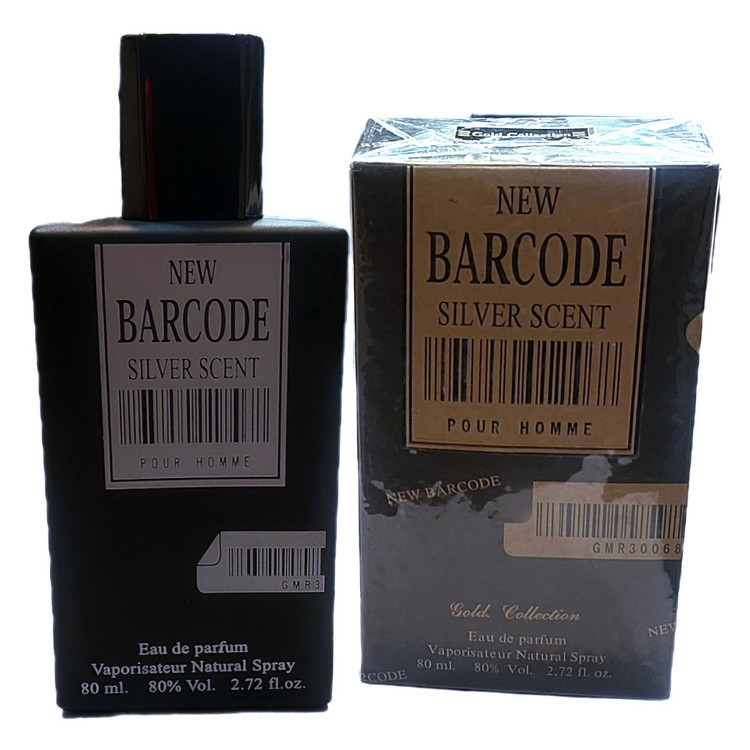 NEW
BARCODE
SILVER SCENT
POUR HOMME
GMR3
Eau de parfum
Vaporisateur Natural Spray
80 ml. 80% Vol. 2.72 fl.oz.
Gold Collection
NEW
BARCODE
SILVER SCENT
POUR HOMME
NEW BARCODE
GMR30068
Gold. Collection
NEW
Eau de parfum
Vaporisateur Natural Spray
80 ml. 80% Vol. 2.72 fl.oz.
RCODE